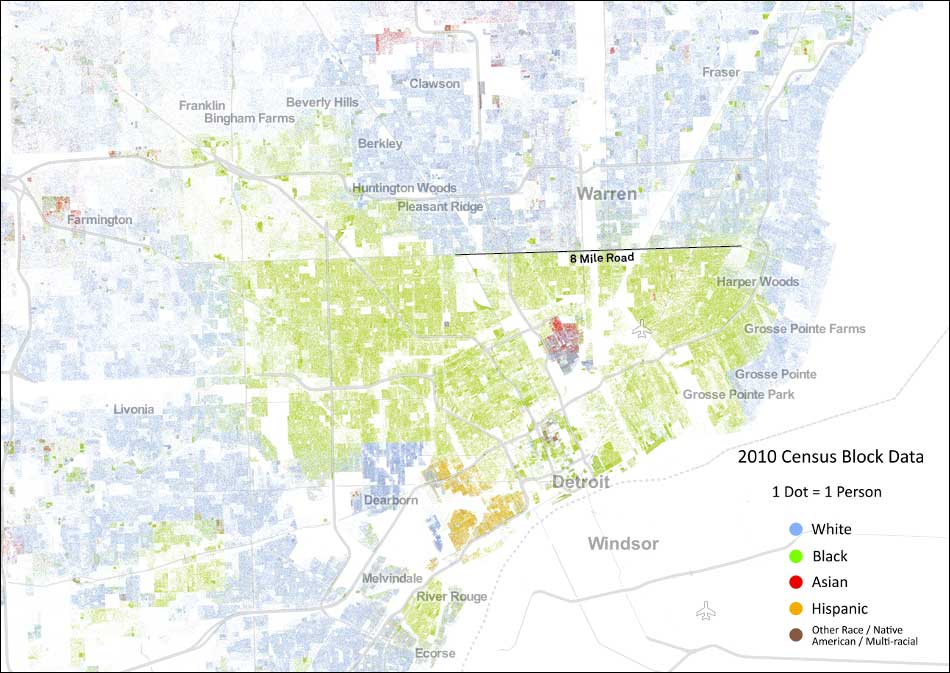 Clawson
Fraser
Franklin
Beverly Hills
Bingham Farms
Berkley
Huntington Woods
Warren
Pleasant Ridge
Farmington
8 Mile Road
Harper Woods
Grosse Pointe Farms
Grosse Pointe
Grosse Pointe Park
Livonia
2010 Census Block Data
Detroit
1 Dot = 1 Person
Dearborn
White
Windsor
Black
Melvindale
Asian
River Rouge
Hispanic
Other Race / Native
American / Multi-racial
Ecorse